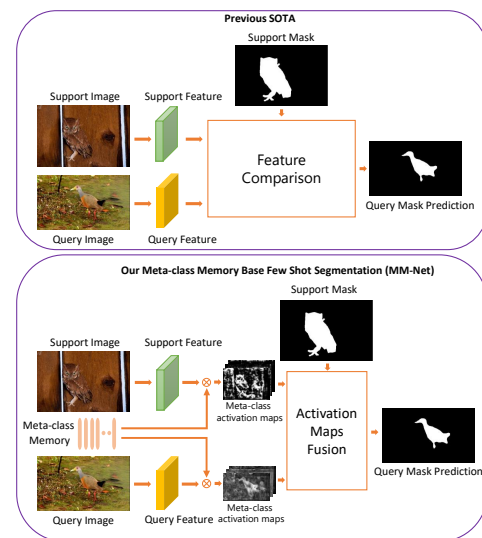 Previous SOTA
Support Mask
Support Image
Support Feature
Feature
Comparison
Query Mask Prediction
Query Image
Query Feature
Our Meta-class Memory Base Few Shot Segmentation (MM-Net)
Support Mask
Support Image
Support Feature
Meta-class
activation maps
Meta-class
Memory
Activation
Maps
Fusion
Query Mask Prediction
Query Image
Query Feature
Meta-class
activation maps